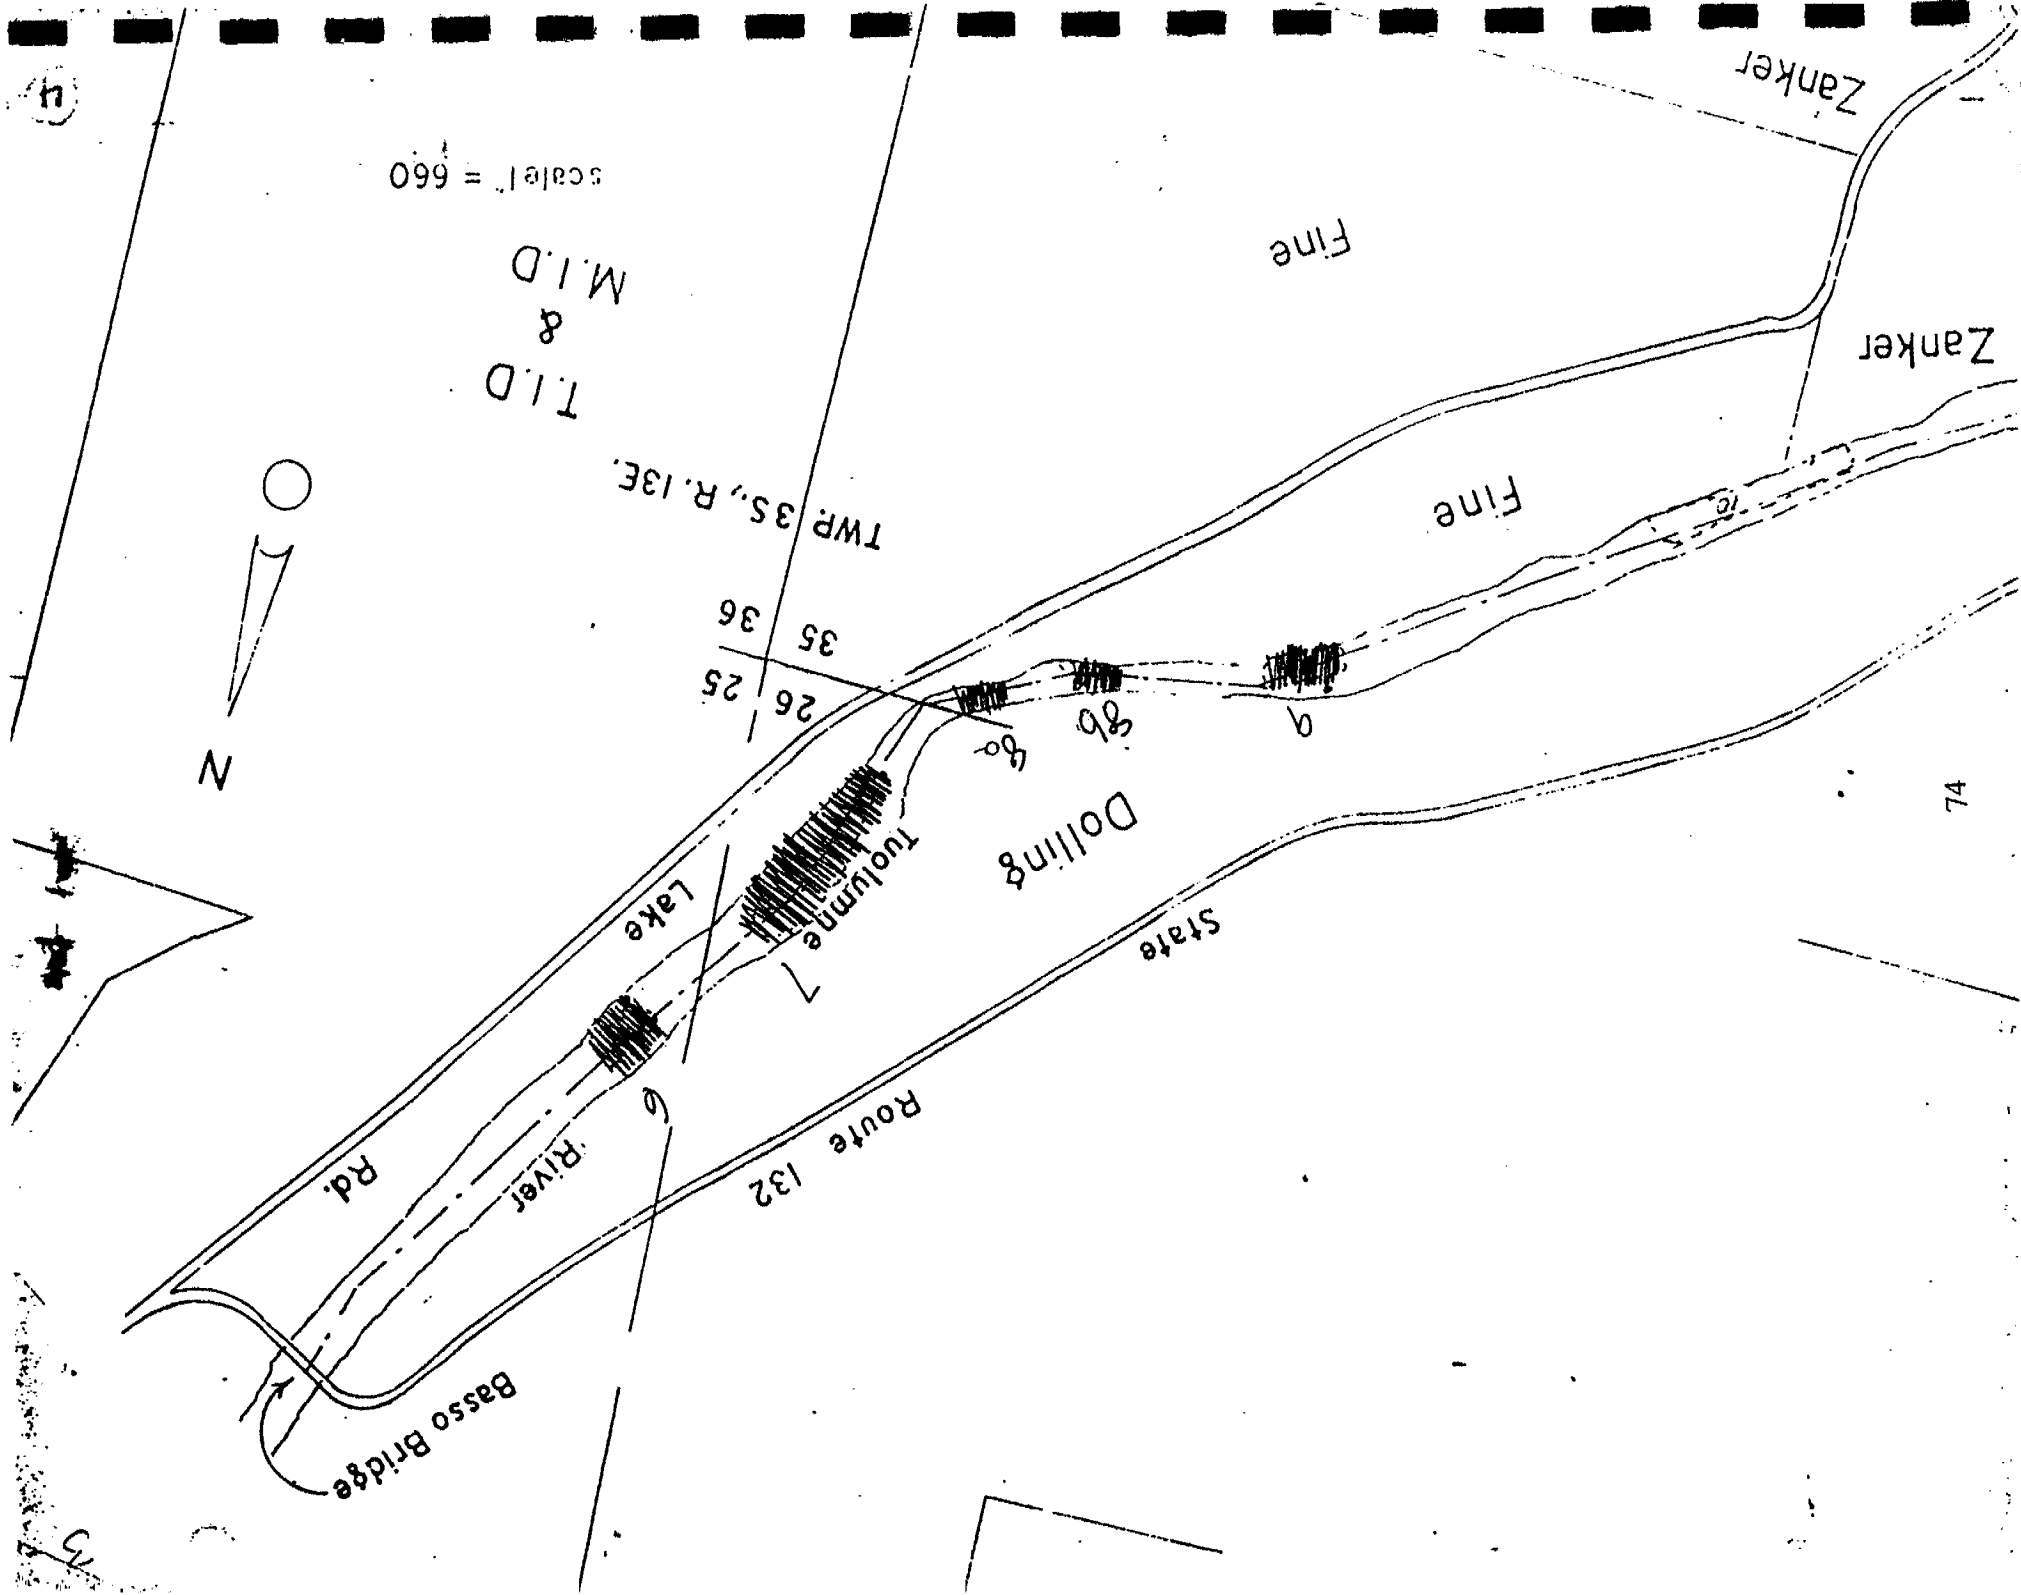 Basso Bridge
Route 132
State
River
6
Rd.
7
Tuolumne
Lake
Dolling
9
8b
8a
N
25
26
36
35
TWP. 3S., R. 13E.
Fine
10
T.I.D
&
M.I.D
Zanker
Fine
scale 1" = 660
Zanker
74